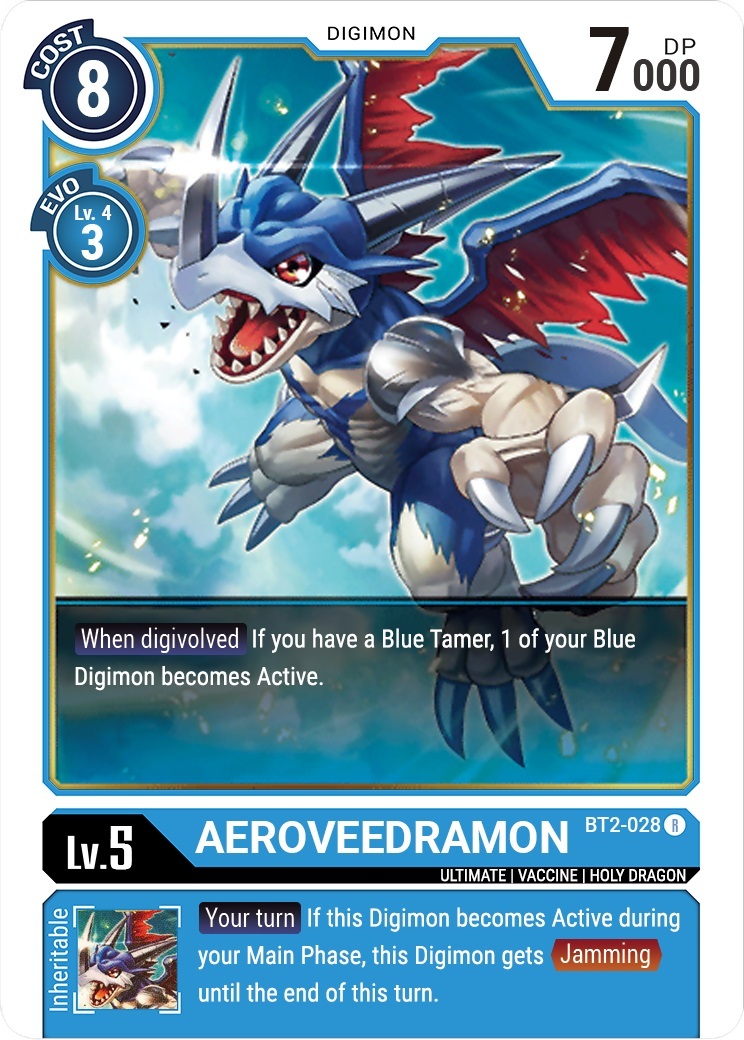 DIGIMON
COST
8
7000
DP
EVO
Lv. 4
3
When digivolved If you have a Blue Tamer, 1 of your Blue
Digimon becomes Active.
Lv.5
AEROVEEDRAMON
BT2-028 R
ULTIMATE | VACCINE | HOLY DRAGON
Inheritable
Your turn If this Digimon becomes Active during
your Main Phase, this Digimon gets Jamming
until the end of this turn.